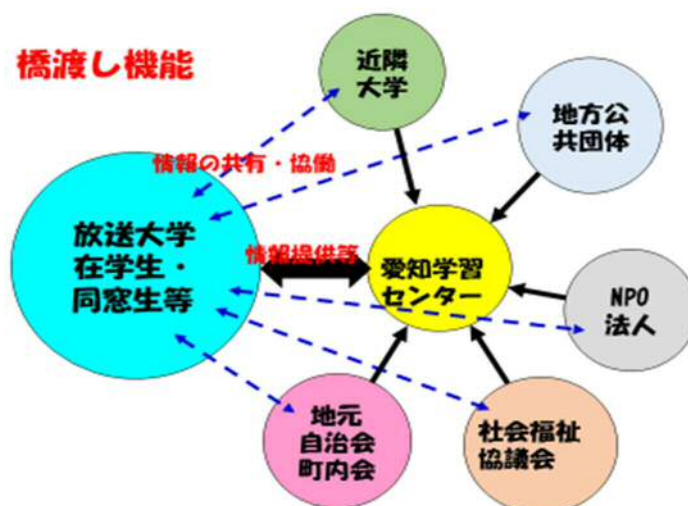 橋渡し機能
近隣
大学
地方公
共団体
情報の共有・協働
放送大学
在学生・
同窓生等
情報提供等
愛知学習
センター
NPO
法人
地元
自治会
町内会
社会福祉
協議会